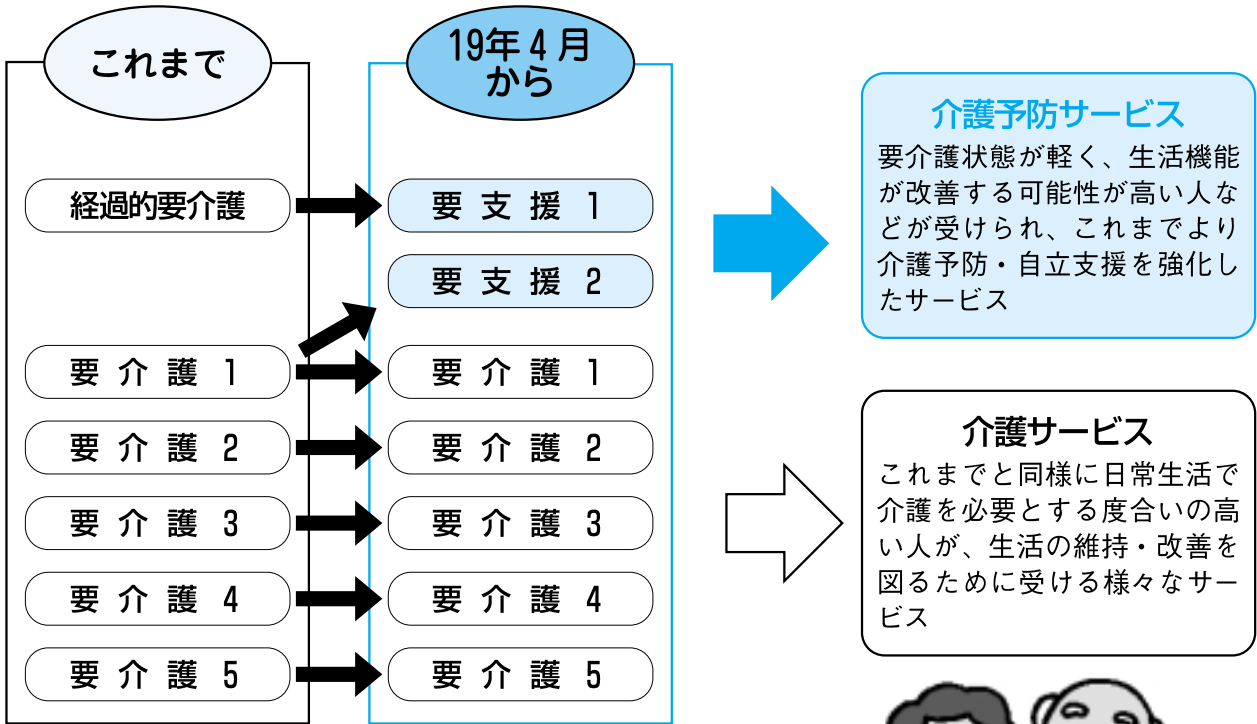 これまで
経過的要介護
要介護 1
要介護 2
要介護 3
要介護 4
要介護 5
19年4月
から
要支援 1
要支援 2
要介護 1
要介護 2
要介護 3
要介護 4
要介護 5
介護予防サービス
要介護状態が軽く、生活機能
が改善する可能性が高い人な
どが受けられ、これまでより
介護予防・自立支援を強化し
たサービス
介護サービス
これまでと同様に日常生活で
介護を必要とする度合いの高
い人が、生活の維持・改善を
図るために受ける様々なサー
ビス